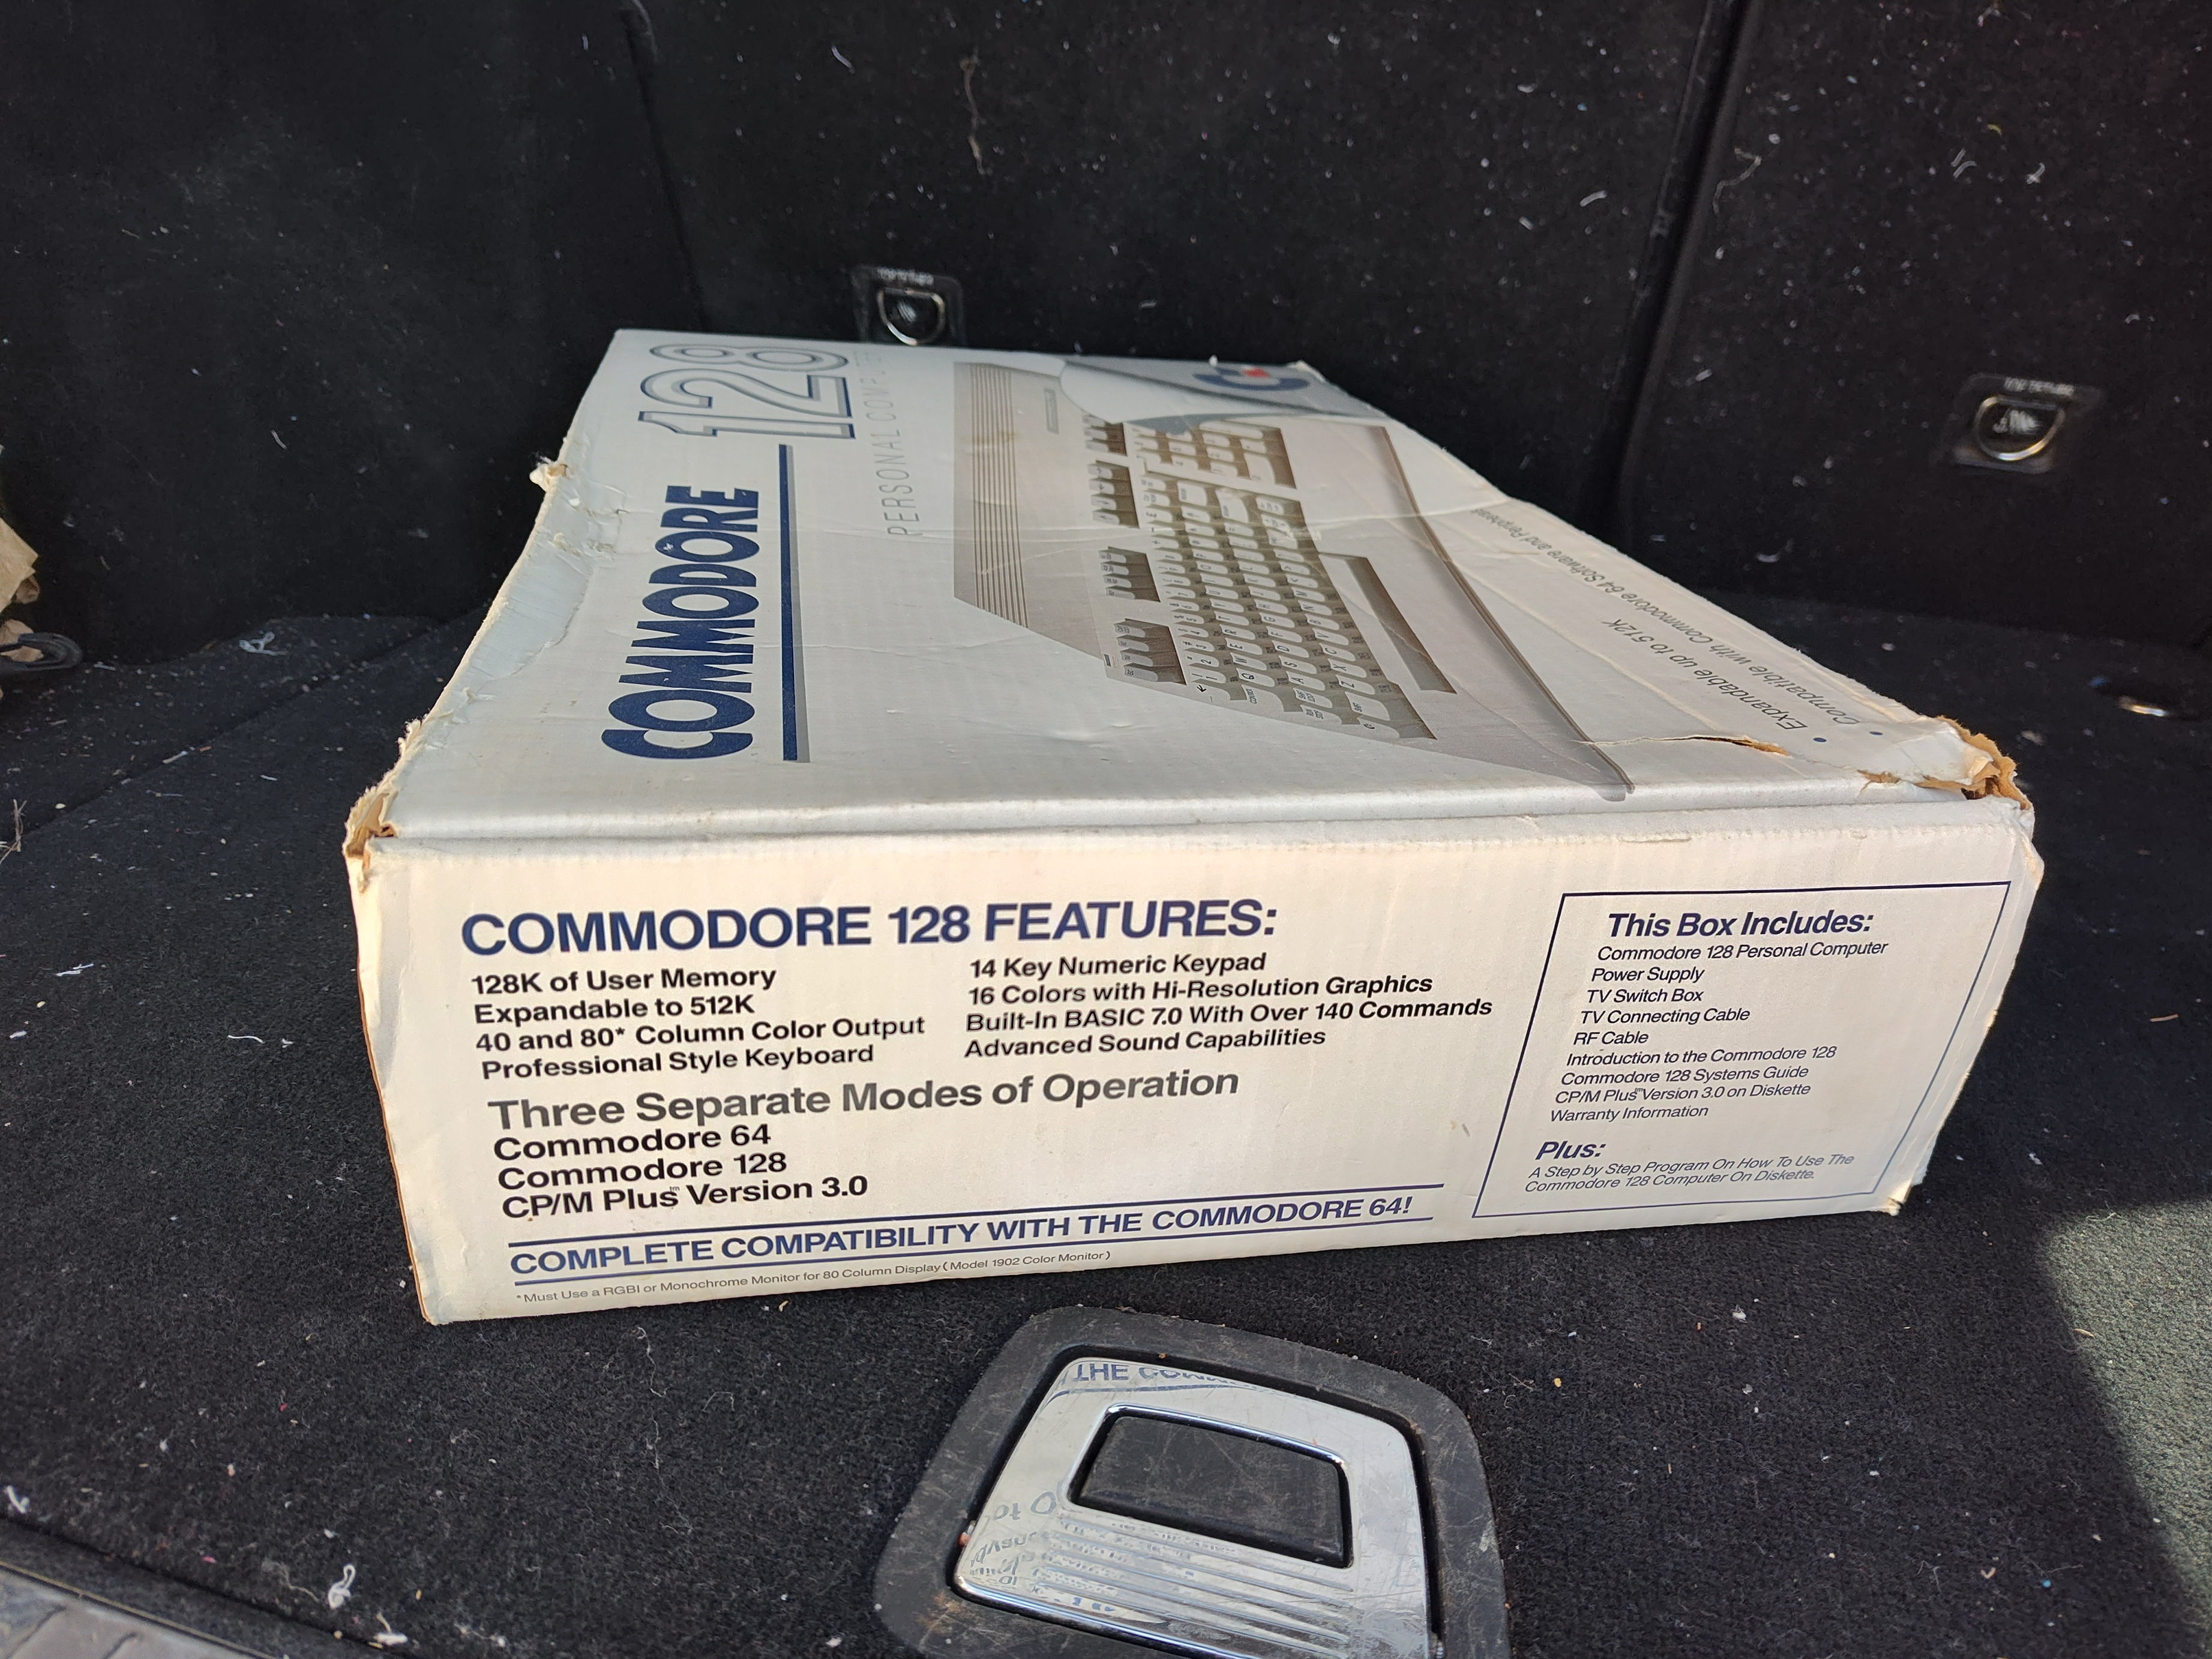 COMMODORE
128
PERSONAL COMPUTER
• Expandable up to 512K
• Compatible with Commodore 64 Software and Peripherals
COMMODORE 128 FEATURES:
128K of User Memory
Expandable to 512K
40 and 80* Column Color Output
Professional Style Keyboard
14 Key Numeric Keypad
16 Colors with Hi-Resolution Graphics
Built-In BASIC 7.0 With Over 140 Commands
Advanced Sound Capabilities
Three Separate Modes of Operation
Commodore 64
Commodore 128
CP/M Plus™ Version 3.0
COMPLETE COMPATIBILITY WITH THE COMMODORE 64!
*Must Use a RGBI or Monochrome Monitor for 80 Column Display (Model 1902 Color Monitor)
This Box Includes:
Commodore 128 Personal Computer
Power Supply
TV Switch Box
TV Connecting Cable
RF Cable
Introduction to the Commodore 128
Commodore 128 Systems Guide
CP/M Plus™ Version 3.0 on Diskette
Warranty Information
Plus:
A Step by Step Program On How To Use The
Commodore 128 Computer On Diskette.